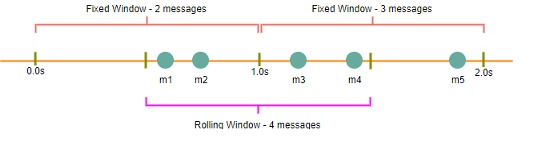 Fixed Window - 2 messages
Fixed Window - 3 messages
0.0s
m1
m2
1.0s
m3
m4
m5
2.0s
Rolling Window - 4 messages